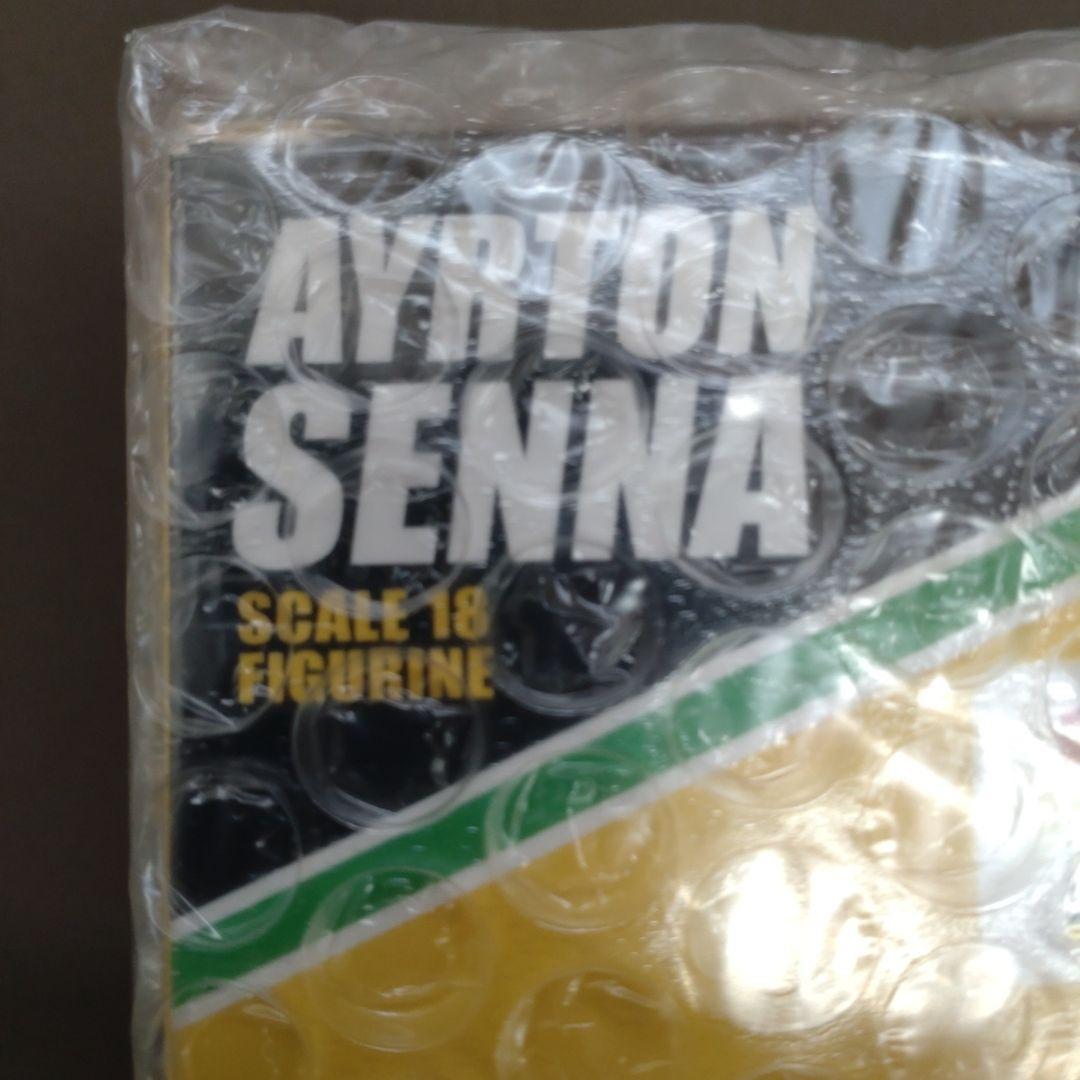 AYRTON
SENNA
SCALE 18
FIGURINE